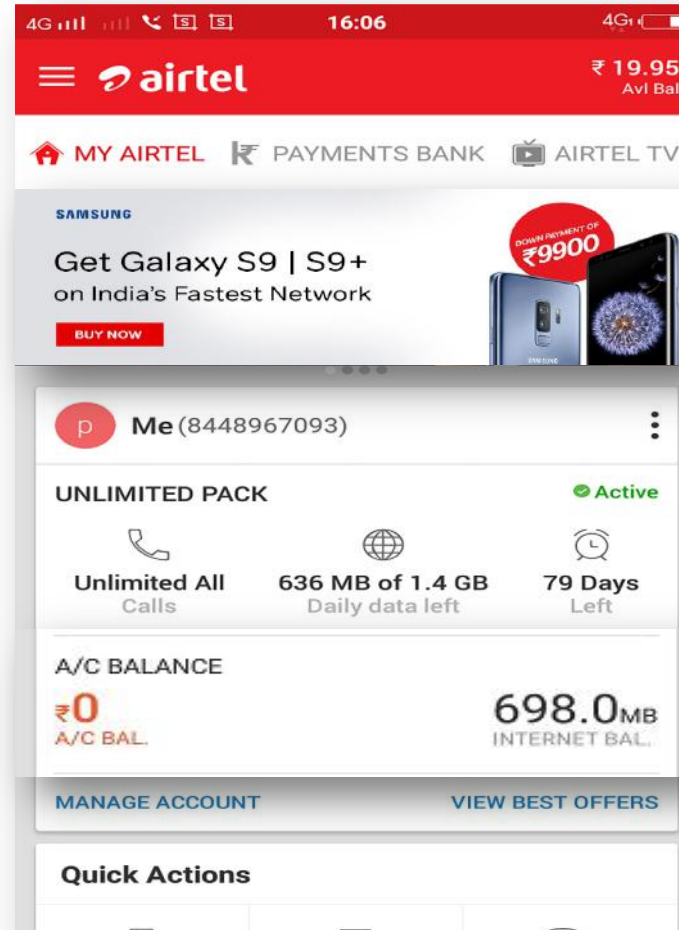 4G 16:06 4G
airtel ₹ 19.95
Avl Bal
MY AIRTEL PAYMENTS BANK AIRTEL TV
SAMSUNG
Get Galaxy S9 | S9+
on India's Fastest Network
BUY NOW
DOWN PAYMENT OF
₹9900
SAMSUNG
p Me (8448967093)
UNLIMITED PACK Active
Unlimited All 636 MB of 1.4 GB 79 Days
Calls Daily data left Left
A/C BALANCE
₹0 698.0MB
A/C BAL. INTERNET BAL.
MANAGE ACCOUNT VIEW BEST OFFERS
Quick Actions